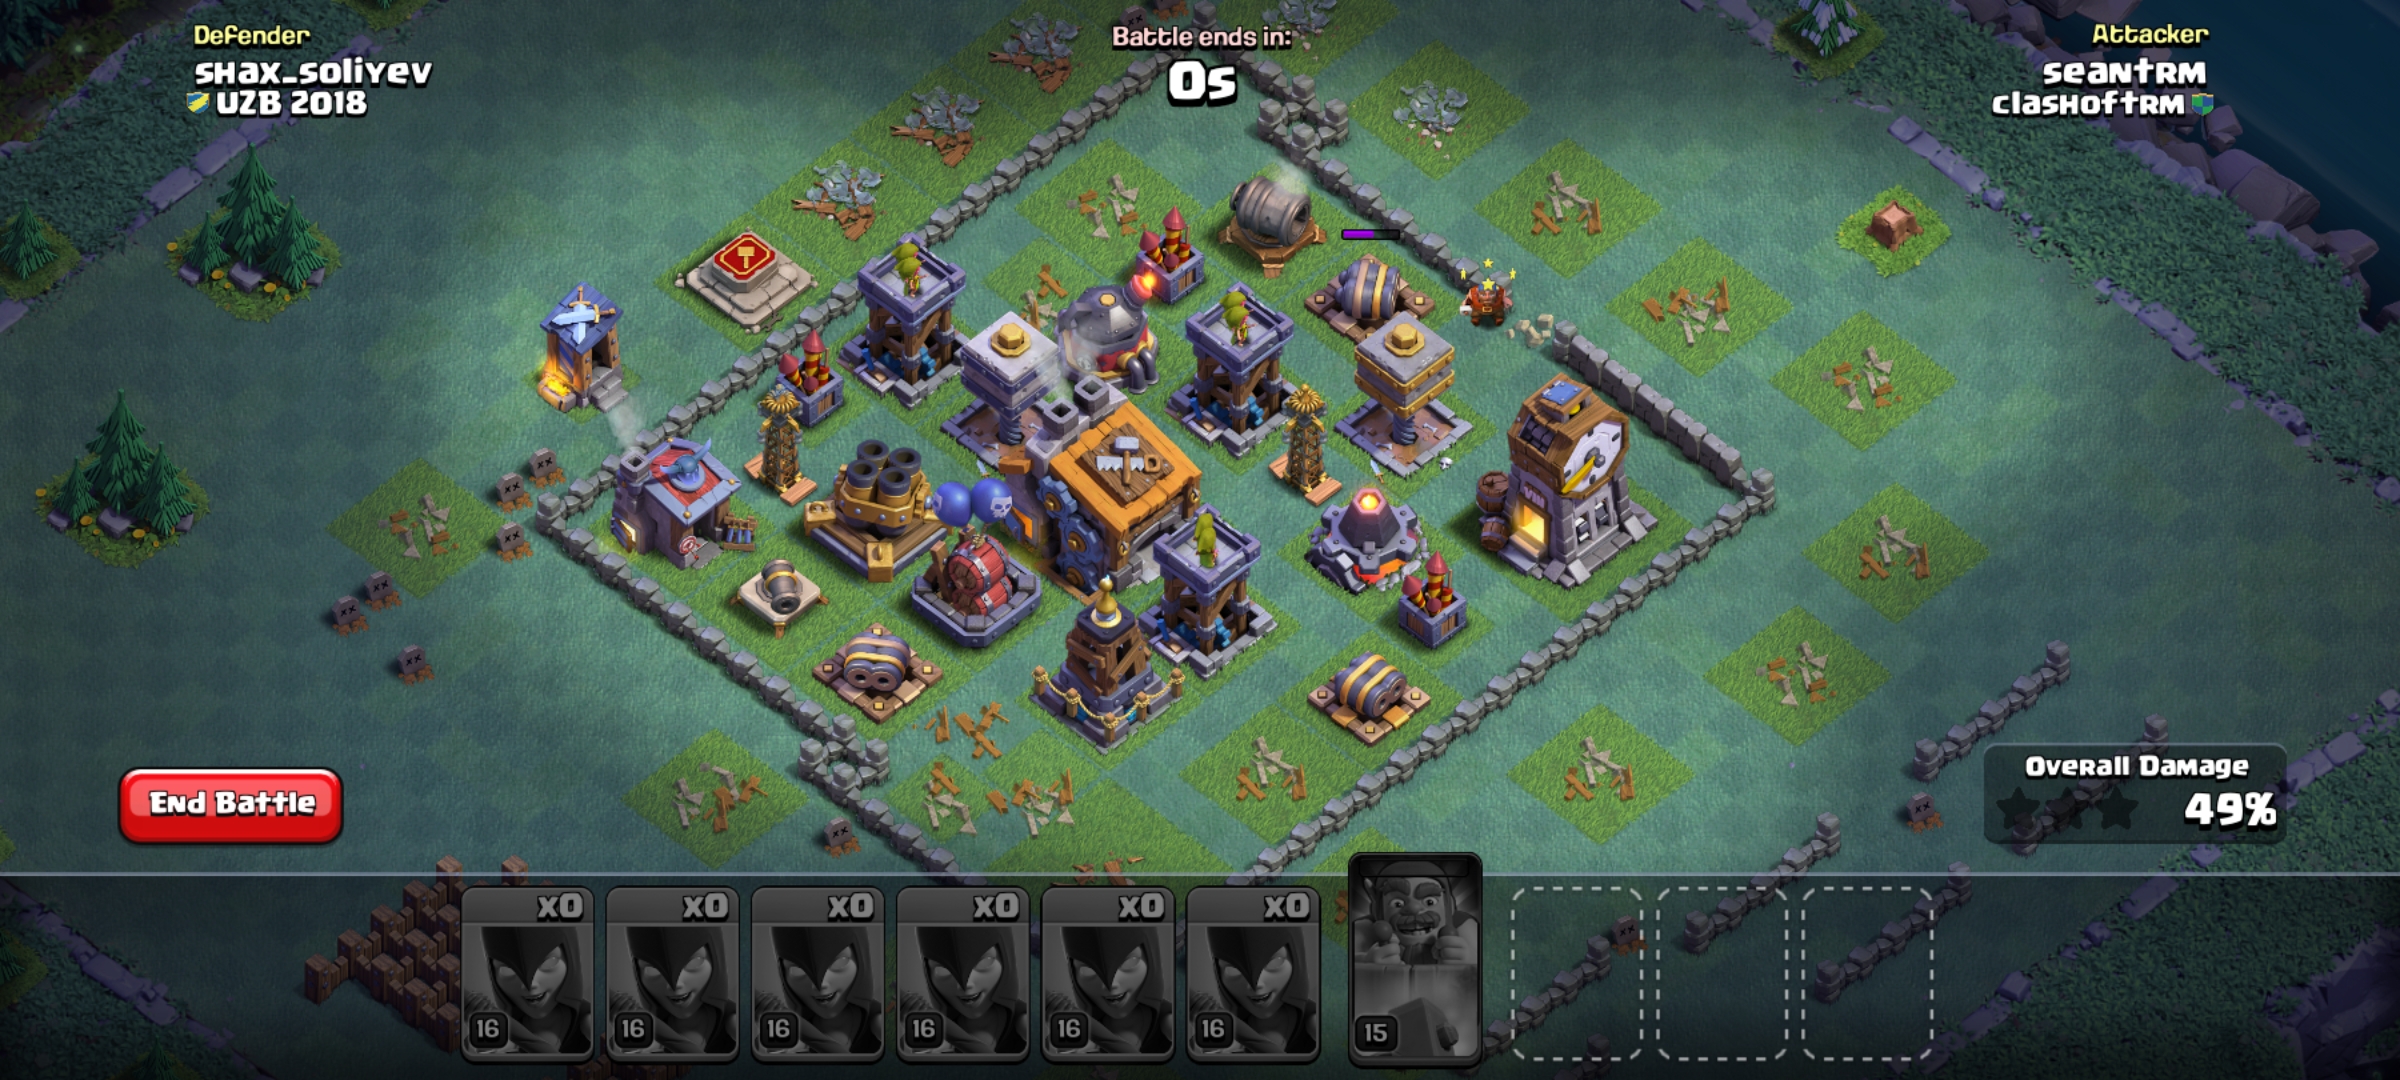 Defender
sHax_soliyev
UZB 2018
Battle ends in:
0s
Attacker
seantRM
clashoftRM
VIII
End Battle
Overall Damage
49%
x0
x0
x0
x0
x0
x0
16
16
16
16
16
16
15